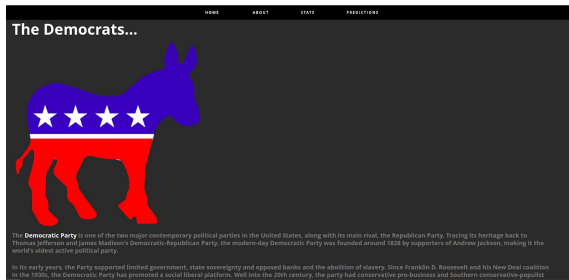 HOME ABOUT STATS PREDICTIONS
The Democrats...
The Democratic Party is one of the two major contemporary political parties in the United States, along with its main rival, the Republican Party. Tracing its heritage back to
Thomas Jefferson and James Madison's Democratic-Republican Party, the modern-day Democratic Party was founded around 1828 by supporters of Andrew Jackson, making it the
world's oldest active political party.
In its early years, the Party supported limited government, state sovereignty and opposed banks and the abolition of slavery. Since Franklin D. Roosevelt and his New Deal coalition
in the 1930s, the Democratic Party has promoted a social liberal platform. Well into the 20th century, the party had conservative pro-business and Southern conservative-populist